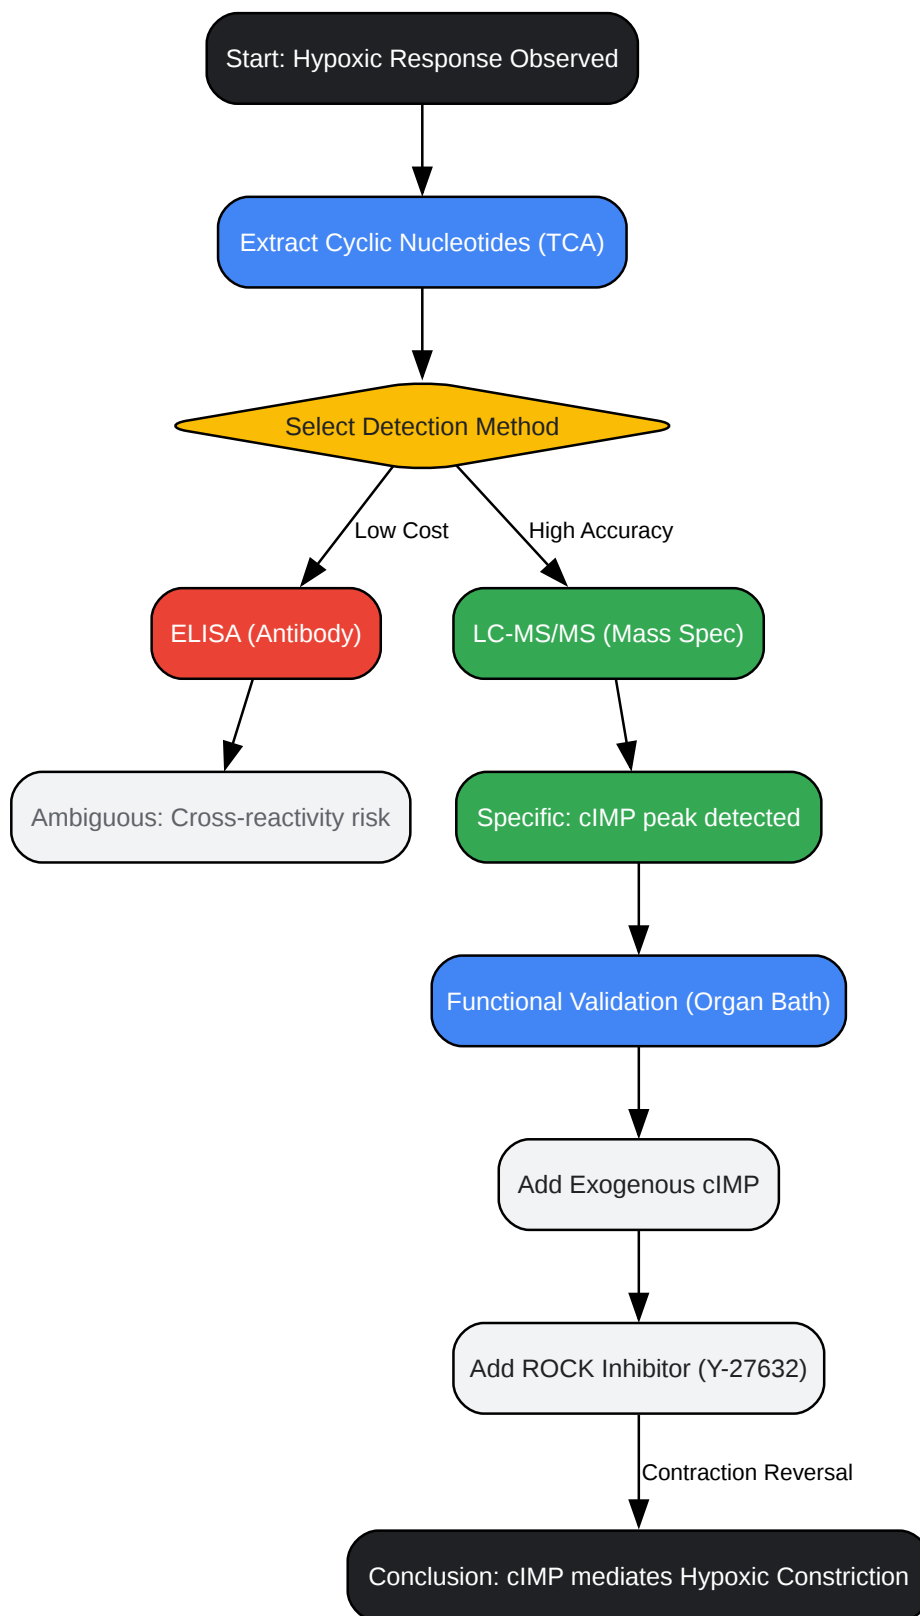 Start: Hypoxic Response Observed
Extract Cyclic Nucleotides (TCA)
Select Detection Method
Low Cost
High Accuracy
ELISA (Antibody)
LC-MS/MS (Mass Spec)
Ambiguous: Cross-reactivity risk
Specific: cIMP peak detected
Functional Validation (Organ Bath)
Add Exogenous cIMP
Add ROCK Inhibitor (Y-27632)
Contraction Reversal
Conclusion: cIMP mediates Hypoxic Constriction